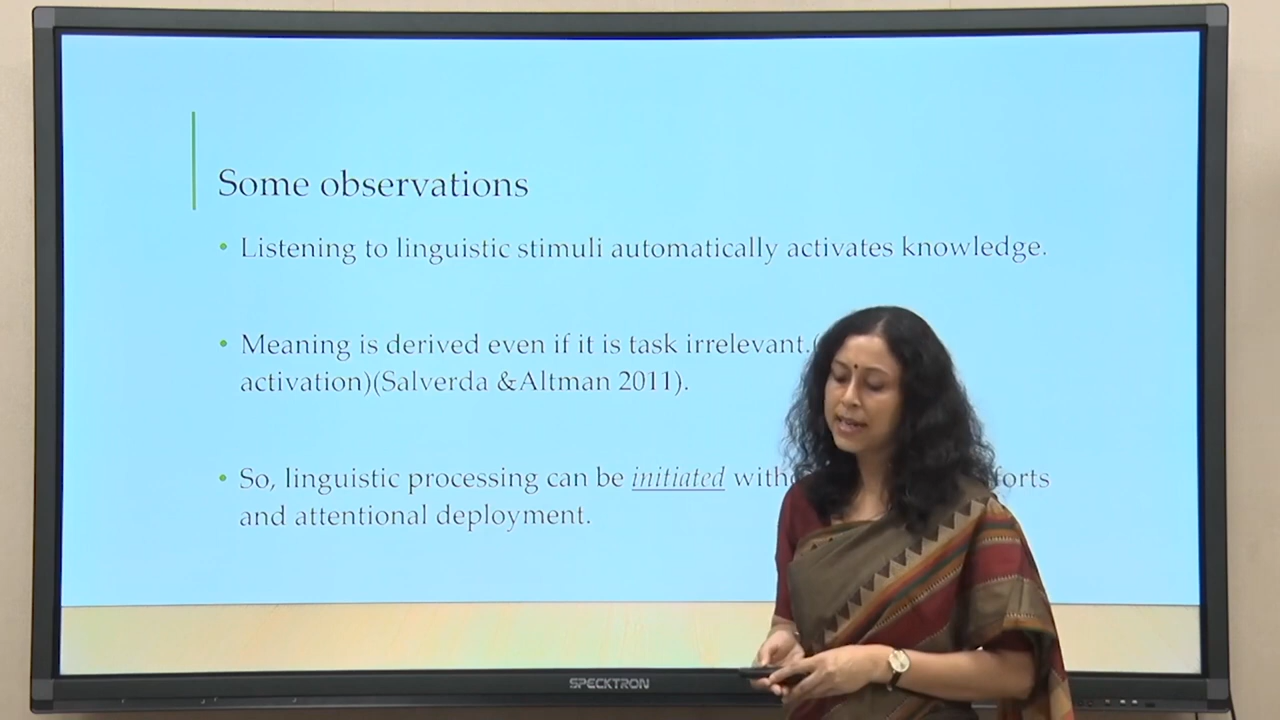 Some observations
• Listening to linguistic stimuli automatically activates knowledge.
• Meaning is derived even if it is task irrelevant.(
activation)(Salverda &Altman 2011).
• So, linguistic processing can be initiated
and attentional deployment.
SPECKTRON